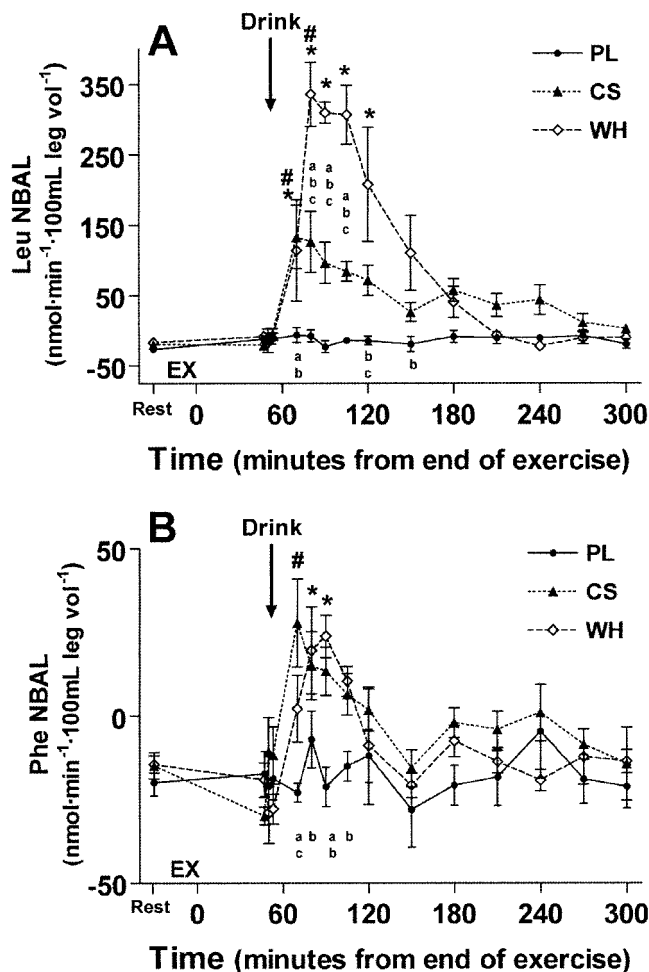 A
Drink
Leu NBAL
(nmol·min⁻¹·100mL leg vol⁻¹)
350
250
150
50
-50
PL
CS
WH
#
*
#
*
*
*
*
a
b
c
a
b
c
a
b
c
a
b
b
c
b
EX
Rest 0 60 120 180 240 300
Time (minutes from end of exercise)
B
Drink
Phe NBAL
(nmol·min⁻¹·100mL leg vol⁻¹)
50
0
-50
PL
CS
WH
#
*
*
a b a b
c b
EX
Rest 0 60 120 180 240 300
Time (minutes from end of exercise)